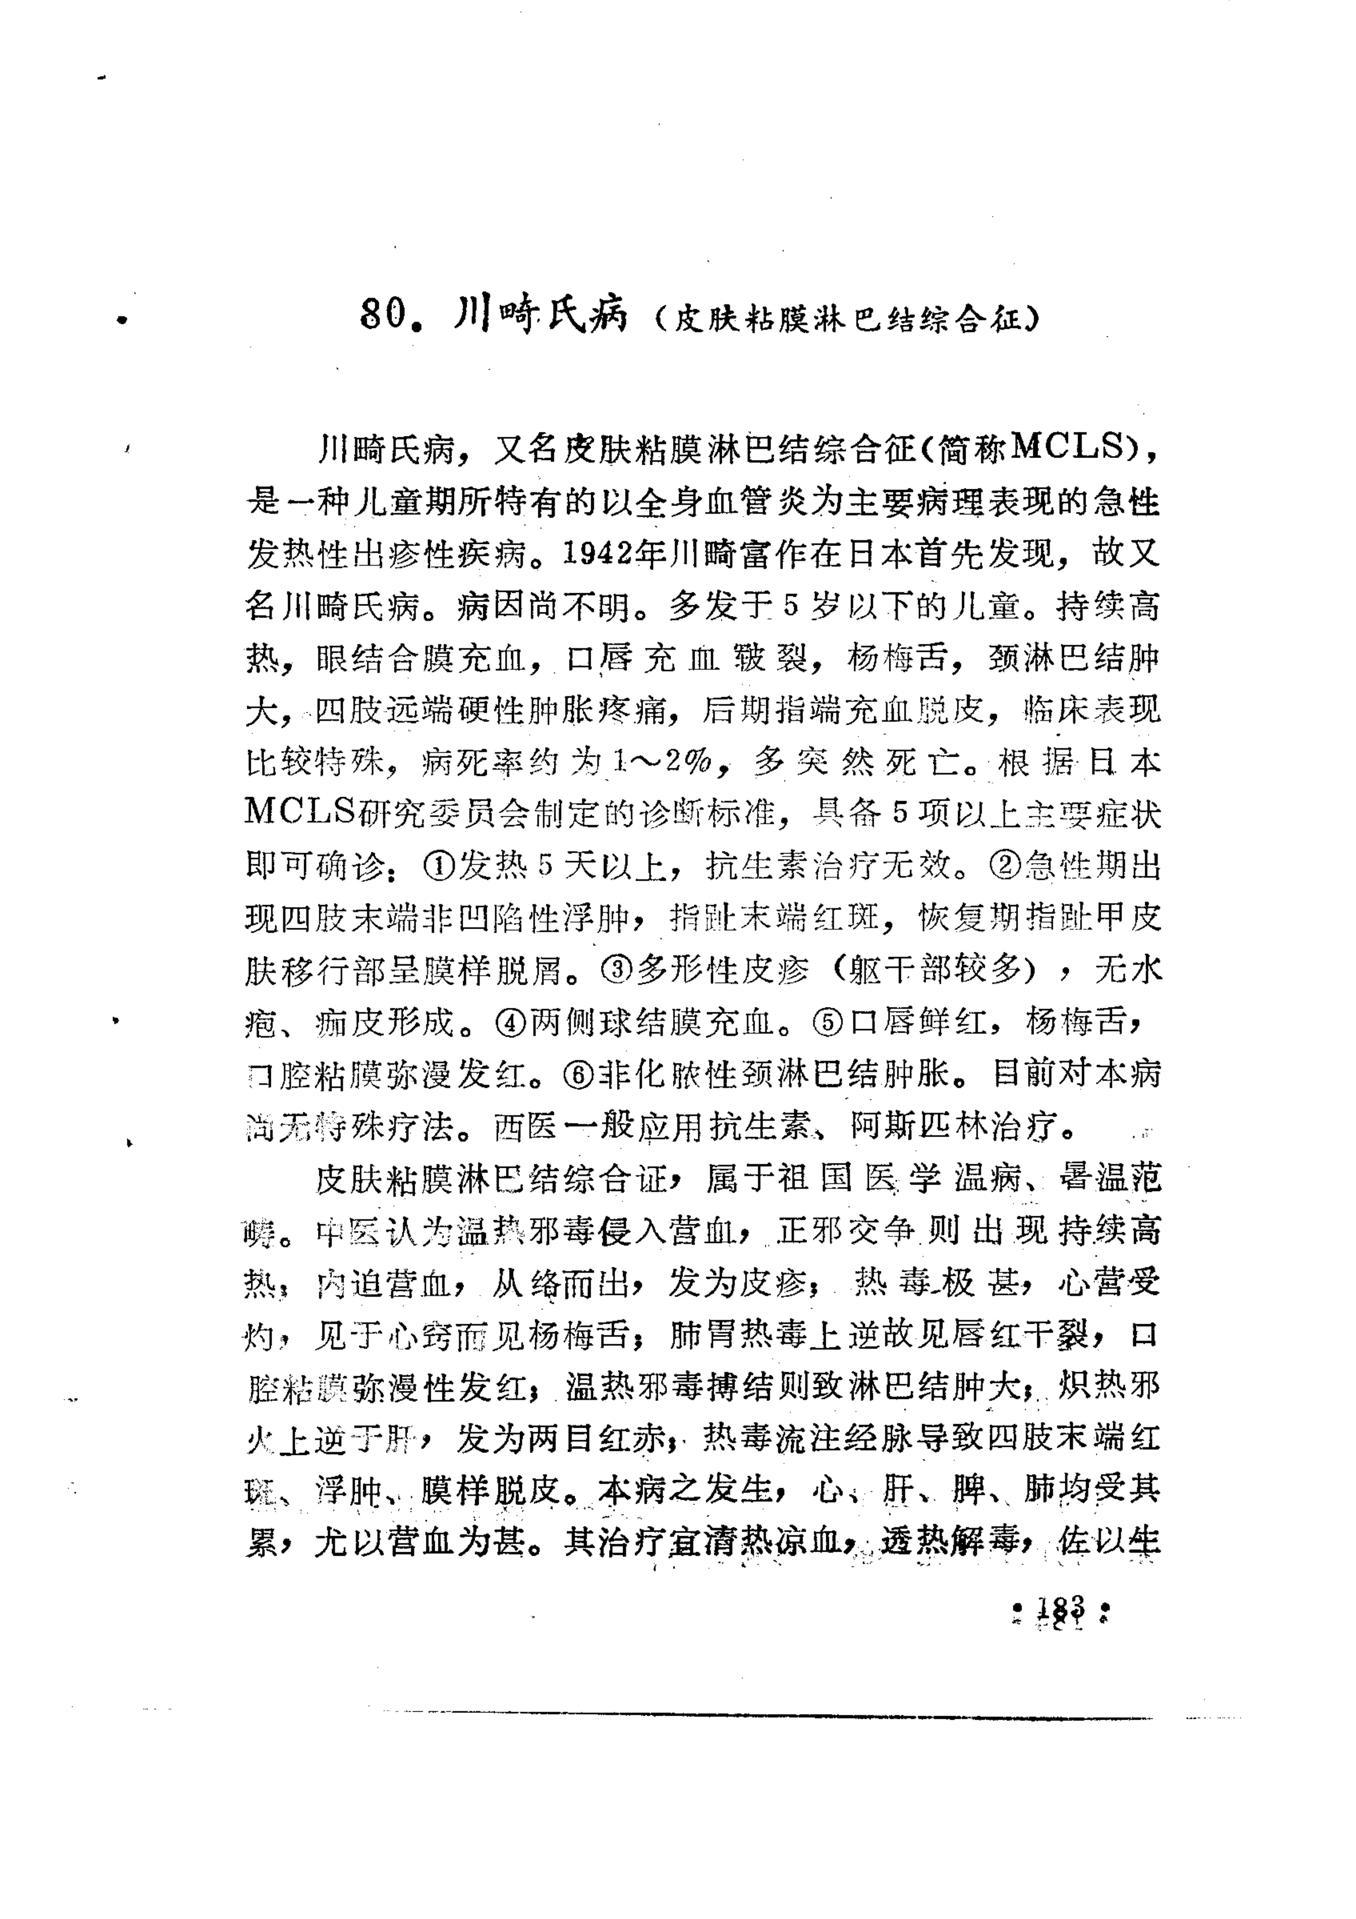 80．川畸氏病（皮肤粘膜淋巴结综合征）
川畸氏病，又名皮肤粘膜淋巴结综合征(简称MCLS)，
是一种儿童期所特有的以全身血管炎为主要病理表现的急性
发热性出疹性疾病。1942年川畸富作在日本首先发现，故又
名川畸氏病。病因尚不明。多发于5岁以下的儿童。持续高
热，眼结合膜充血，口唇充血皲裂，杨梅舌，颈淋巴结肿
大，四肢远端硬性肿胀疼痛，后期指端充血脱皮，临床表现
比较特殊，病死率约为1～2%，多突然死亡。根据日本
MCLS研究委员会制定的诊断标准，具备5项以上主要症状
即可确诊：①发热5天以上，抗生素治疗无效。②急性期出
现四肢末端非凹陷性浮肿，指趾末端红斑，恢复期指趾甲皮
肤移行部呈膜样脱屑。③多形性皮疹（躯干部较多），无水
疱、痂皮形成。④两侧球结膜充血。⑤口唇鲜红，杨梅舌，
口腔粘膜弥漫发红。⑥非化脓性颈淋巴结肿胀。目前对本病
尚无特殊疗法。西医一般应用抗生素、阿斯匹林治疗。
皮肤粘膜淋巴结综合证，属于祖国医学温病、暑温范
畴。中医认为温热邪毒侵入营血，正邪交争则出现持续高
热；内迫营血，从络而出，发为皮疹；热毒极甚，心营受
灼，见于心窍而见杨梅舌；肺胃热毒上逆故见唇红干裂，口
腔粘膜弥漫性发红；温热邪毒搏结则致淋巴结肿大；炽热邪
火上逆于肝，发为两目红赤；热毒流注经脉导致四肢末端红
斑、浮肿、膜样脱皮。本病之发生，心、肝、脾、肺均受其
累，尤以营血为甚。其治疗宜清热凉血，透热解毒，佐以生
·183·